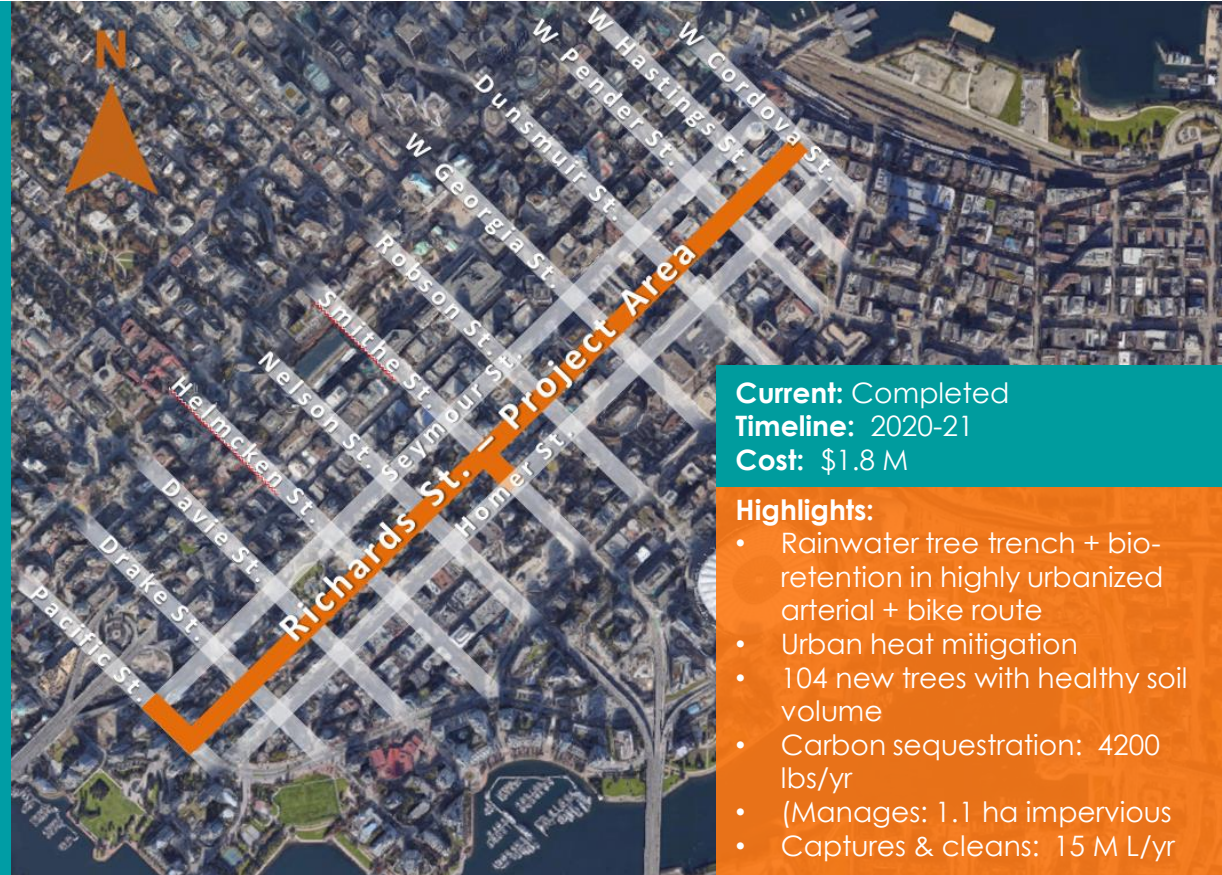 N
W Cordova St.
W Hastings St.
W Pender St.
Dunsmuir St.
W Georgia St.
Robson St.
Smithe St.
Nelson St.
Helmcken St.
Davie St.
Drake St.
Pacific St.
Seymour St.
Richards St. – Project Area
Homer St.
Current: Completed
Timeline: 2020-21
Cost: $1.8 M
Highlights:
• Rainwater tree trench + bio-
retention in highly urbanized
arterial + bike route
• Urban heat mitigation
• 104 new trees with healthy soil
volume
• Carbon sequestration: 4200
lbs/yr
• (Manages: 1.1 ha impervious
• Captures & cleans: 15 M L/yr